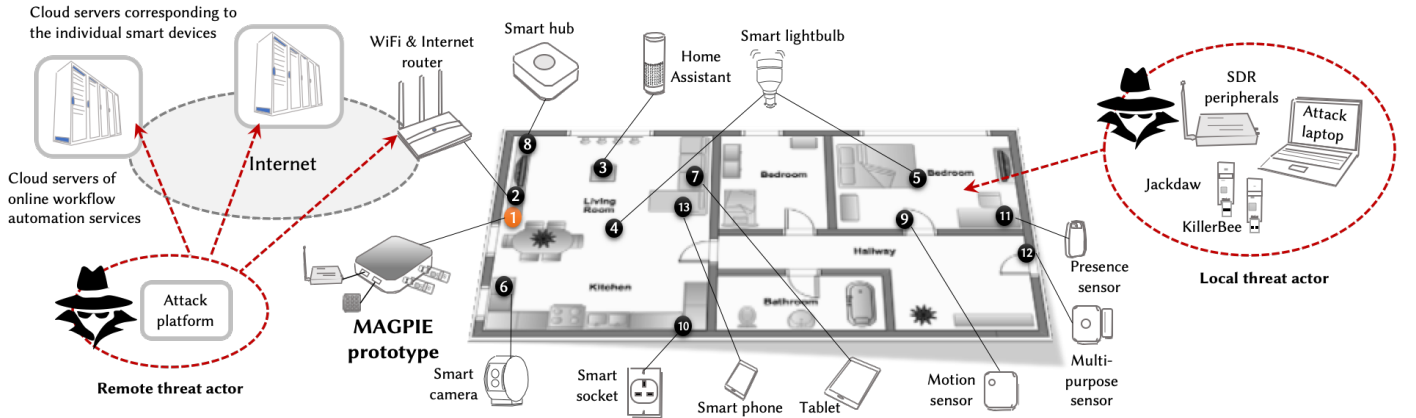 Cloud servers corresponding to
the individual smart devices
WiFi & Internet
router
Smart hub
Home
Assistant
Smart lightbulb
SDR
peripherals
Attack
laptop
Jackdaw
KillerBee
Local threat actor
Internet
Cloud servers of
online workflow
automation services
Attack
platform
Remote threat actor
MAGPIE
prototype
8
3
2
1
7
13
4
5
9
11
12
6
10
Living
Room
Bedroom
Bedroom
Hallway
Kitchen
Bathroom
Presence
sensor
Multi-
purpose
sensor
Smart
camera
Smart
socket
Smart phone
Tablet
Motion
sensor